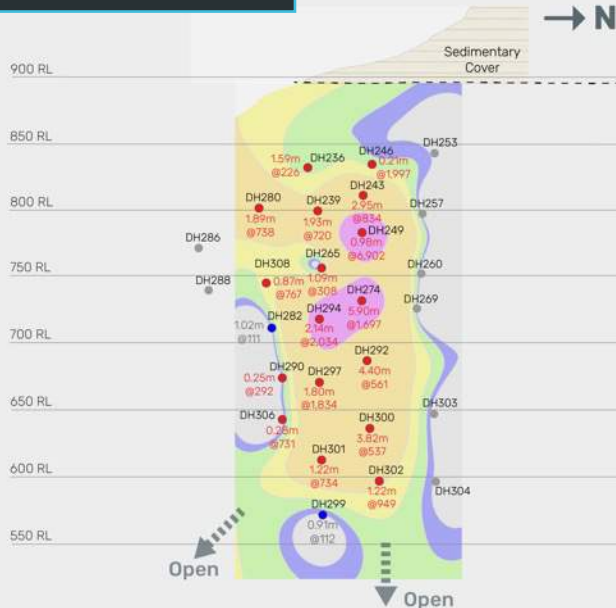 N
Sedimentary
Cover
900 RL
850 RL
DH253
DH246
DH236
1.59m
@226
0.21m
@1,997
DH243
2.95m
@834
800 RL
DH280
1.89m
@738
DH239
1.93m
@720
DH257
DH249
0.98m
@6,902
DH286
DH265
1.09m
@308
DH260
750 RL
DH308
0.87m
@767
DH288
DH274
5.90m
@1,697
DH269
DH294
2.14m
@2,034
DH282
1.02m
@111
700 RL
DH292
4.40m
@561
DH290
0.25m
@292
DH297
1.80m
@1,834
650 RL
DH303
DH306
0.28m
@731
DH300
3.82m
@537
DH301
1.22m
@734
600 RL
DH302
1.22m
@949
DH304
DH299
0.91m
@112
550 RL
Open
Open